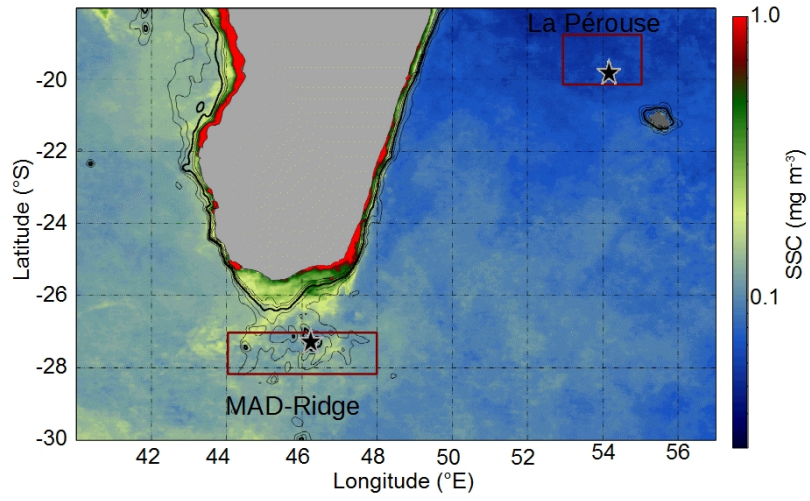 La Pérouse
1.0
-20
-22
-24
-26
-28
-30
Latitude (°S)
0.1
SSC (mg m⁻³)
MAD-Ridge
42 44 46 48 50 52 54 56
Longitude (°E)